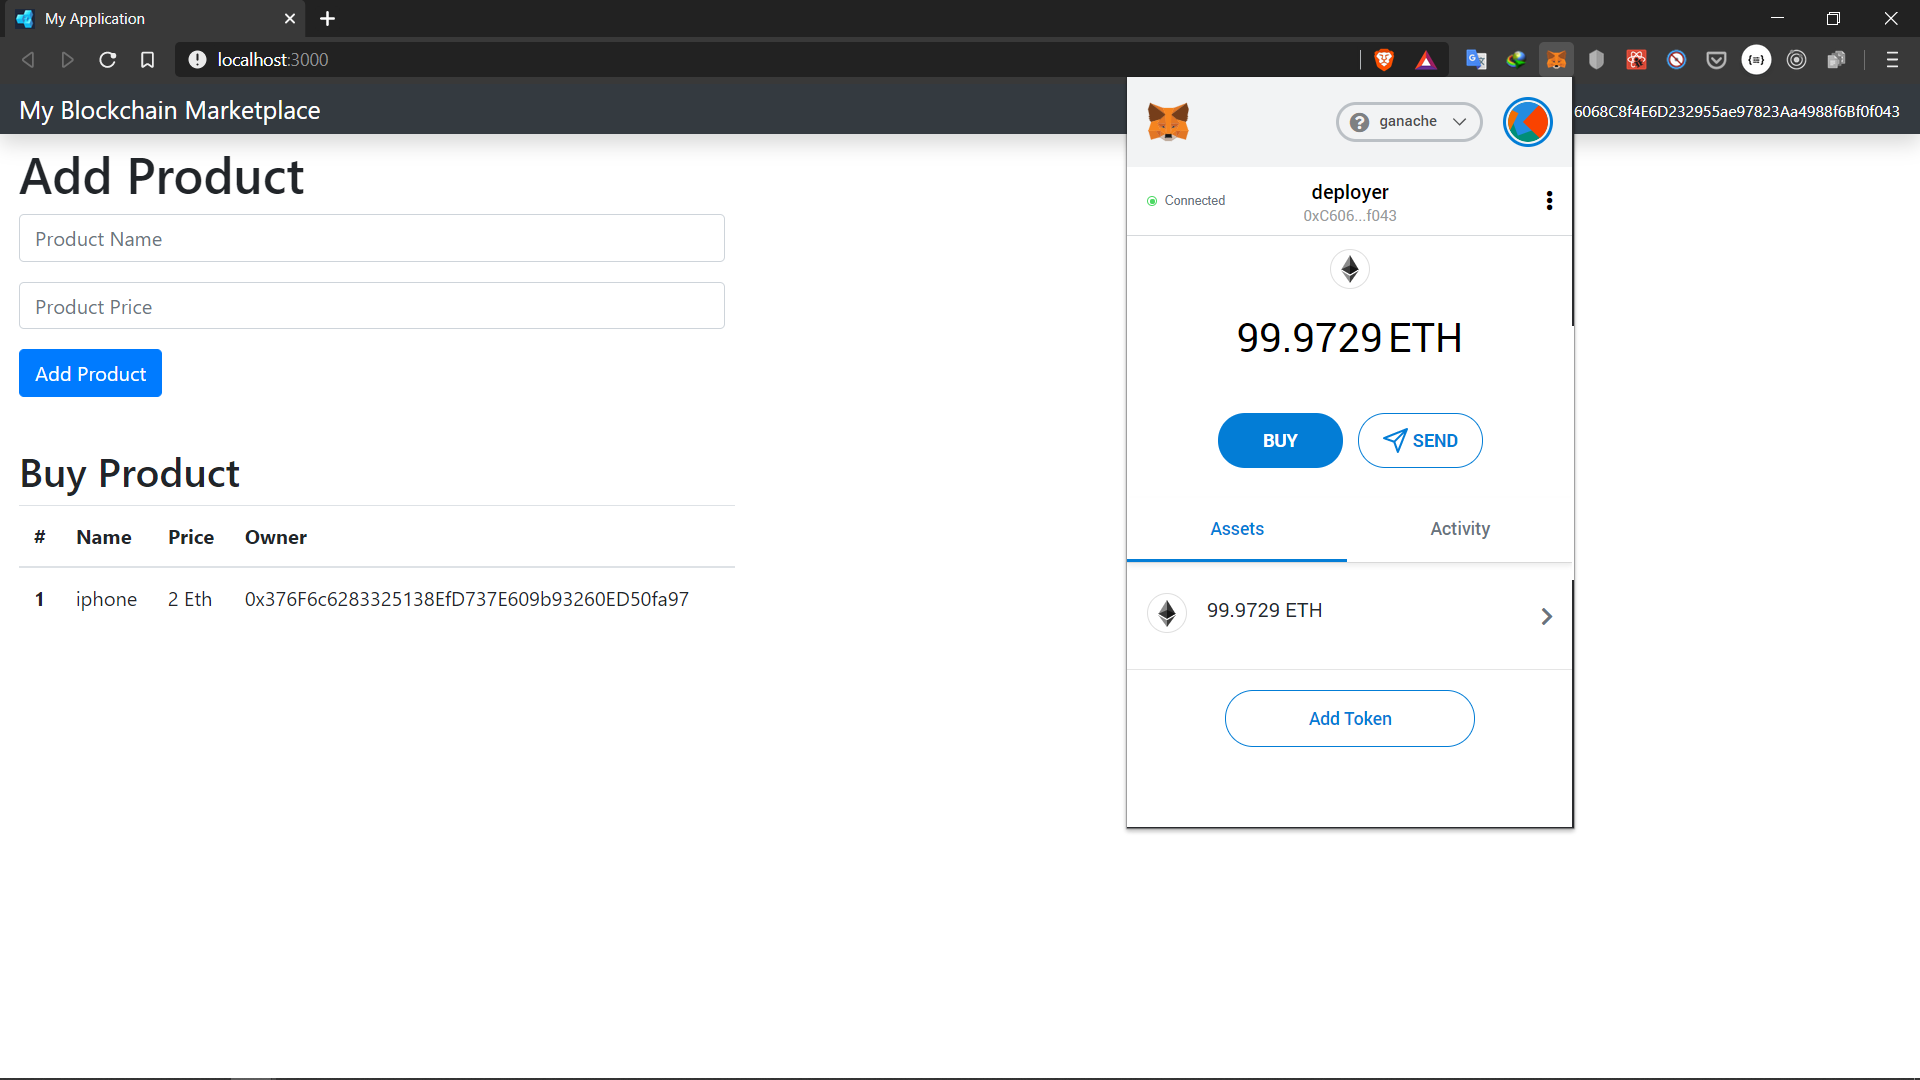 My Application
localhost:3000
My Blockchain Marketplace
6068C8f4E6D232955ae97823Aa4988f6Bf0f043
Add Product
Product Name
Product Price
Add Product
Buy Product
# Name Price Owner
1 iphone 2 Eth 0x376F6c6283325138EfD737E609b93260ED50fa97
ganache
Connected
deployer
0xC606...f043
99.9729 ETH
BUY
SEND
Assets
Activity
99.9729 ETH
Add Token